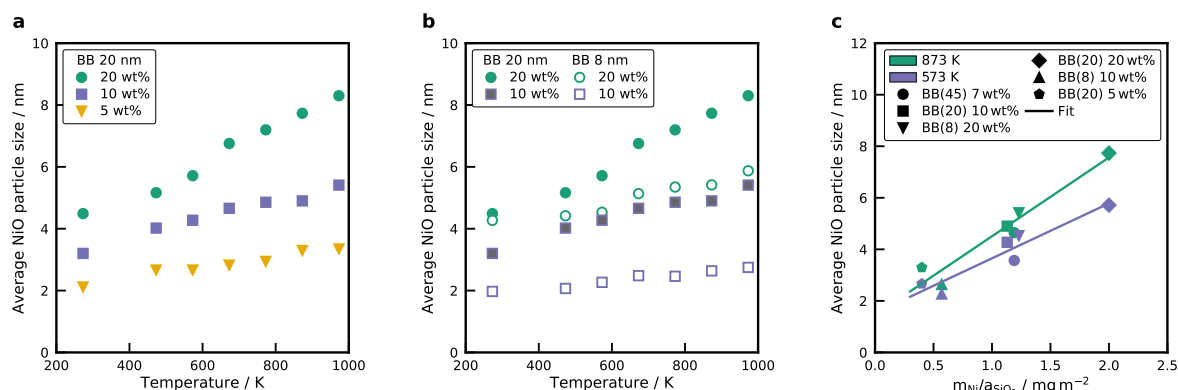 a
Average NiO particle size / nm
10
8
6
4
2
0
200 400 600 800 1000
Temperature / K
BB 20 nm
20 wt%
10 wt%
5 wt%
b
Average NiO particle size / nm
10
8
6
4
2
0
200 400 600 800 1000
Temperature / K
BB 20 nm BB 8 nm
20 wt% 20 wt%
10 wt% 10 wt%
c
Average NiO particle size / nm
12
10
8
6
4
2
0
0.0 0.5 1.0 1.5 2.0 2.5
m_Ni/a_SiO₂ / mg m⁻²
873 K
573 K
BB(45) 7 wt%
BB(20) 10 wt%
BB(8) 20 wt%
BB(20) 20 wt%
BB(8) 10 wt%
BB(20) 5 wt%
Fit